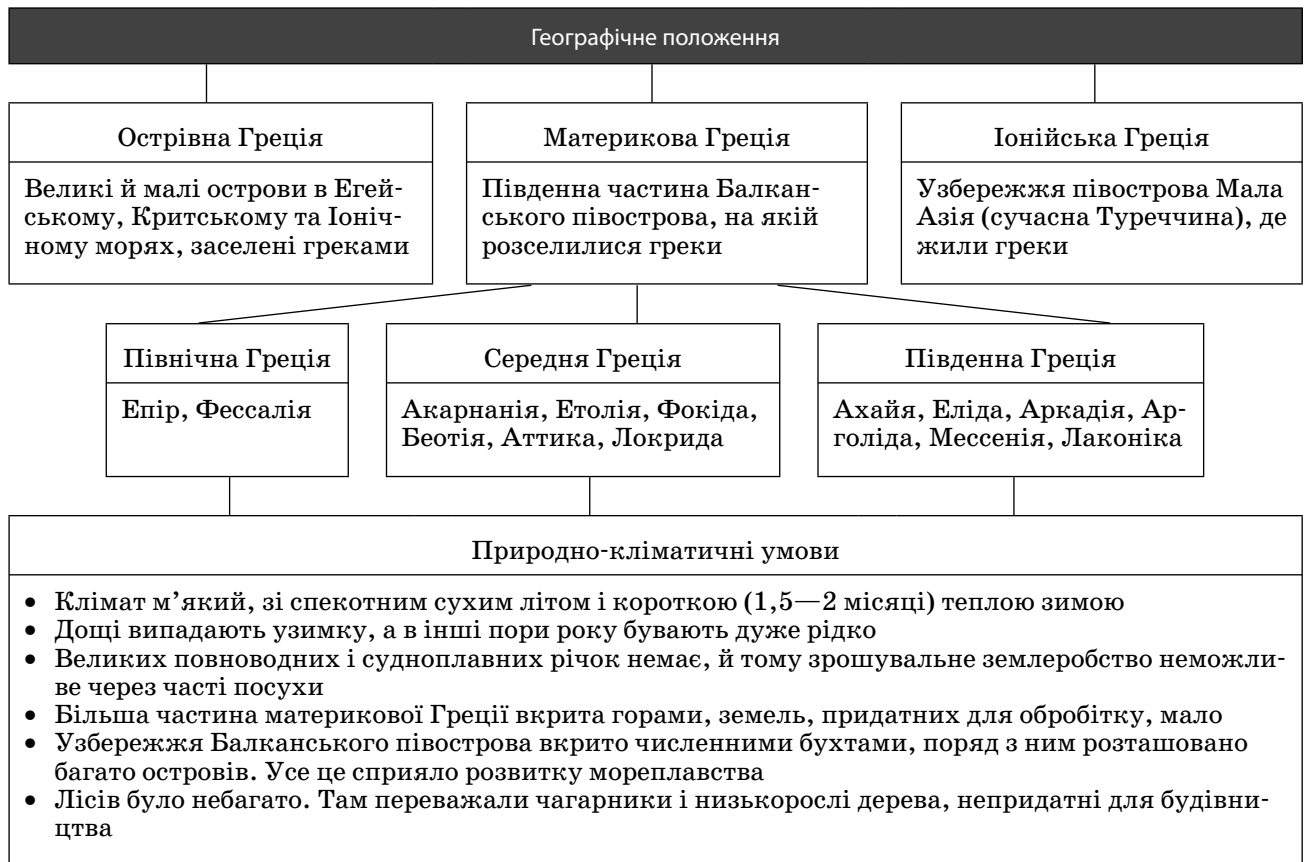 Географічне положення
Острівна Греція
Великі й малі острови в Егей-
ському, Критському та Іоніч-
ному морях, заселені греками
Материкова Греція
Південна частина Балкан-
ського півострова, на якій
розселилися греки
Іонійська Греція
Узбережжя півострова Мала
Азія (сучасна Туреччина), де
жили греки
Північна Греція
Епір, Фессалія
Середня Греція
Акарнанія, Етолія, Фокіда,
Беотія, Аттика, Локрида
Південна Греція
Ахайя, Еліда, Аркадія, Ар-
голіда, Мессенія, Лаконіка
Природно-кліматичні умови
• Клімат м’який, зі спекотним сухим літом і короткою (1,5—2 місяці) теплою зимою
• Дощі випадають узимку, а в інші пори року бувають дуже рідко
• Великих повноводних і судноплавних річок немає, й тому зрошувальне землеробство неможли-
ве через часті посухи
• Більша частина материкової Греції вкрита горами, земель, придатних для обробітку, мало
• Узбережжя Балканського півострова вкрито численними бухтами, поряд з ним розташовано
багато островів. Усе це сприяло розвитку мореплавства
• Лісів було небагато. Там переважали чагарники і низькорослі дерева, непридатні для будівни-
цтва